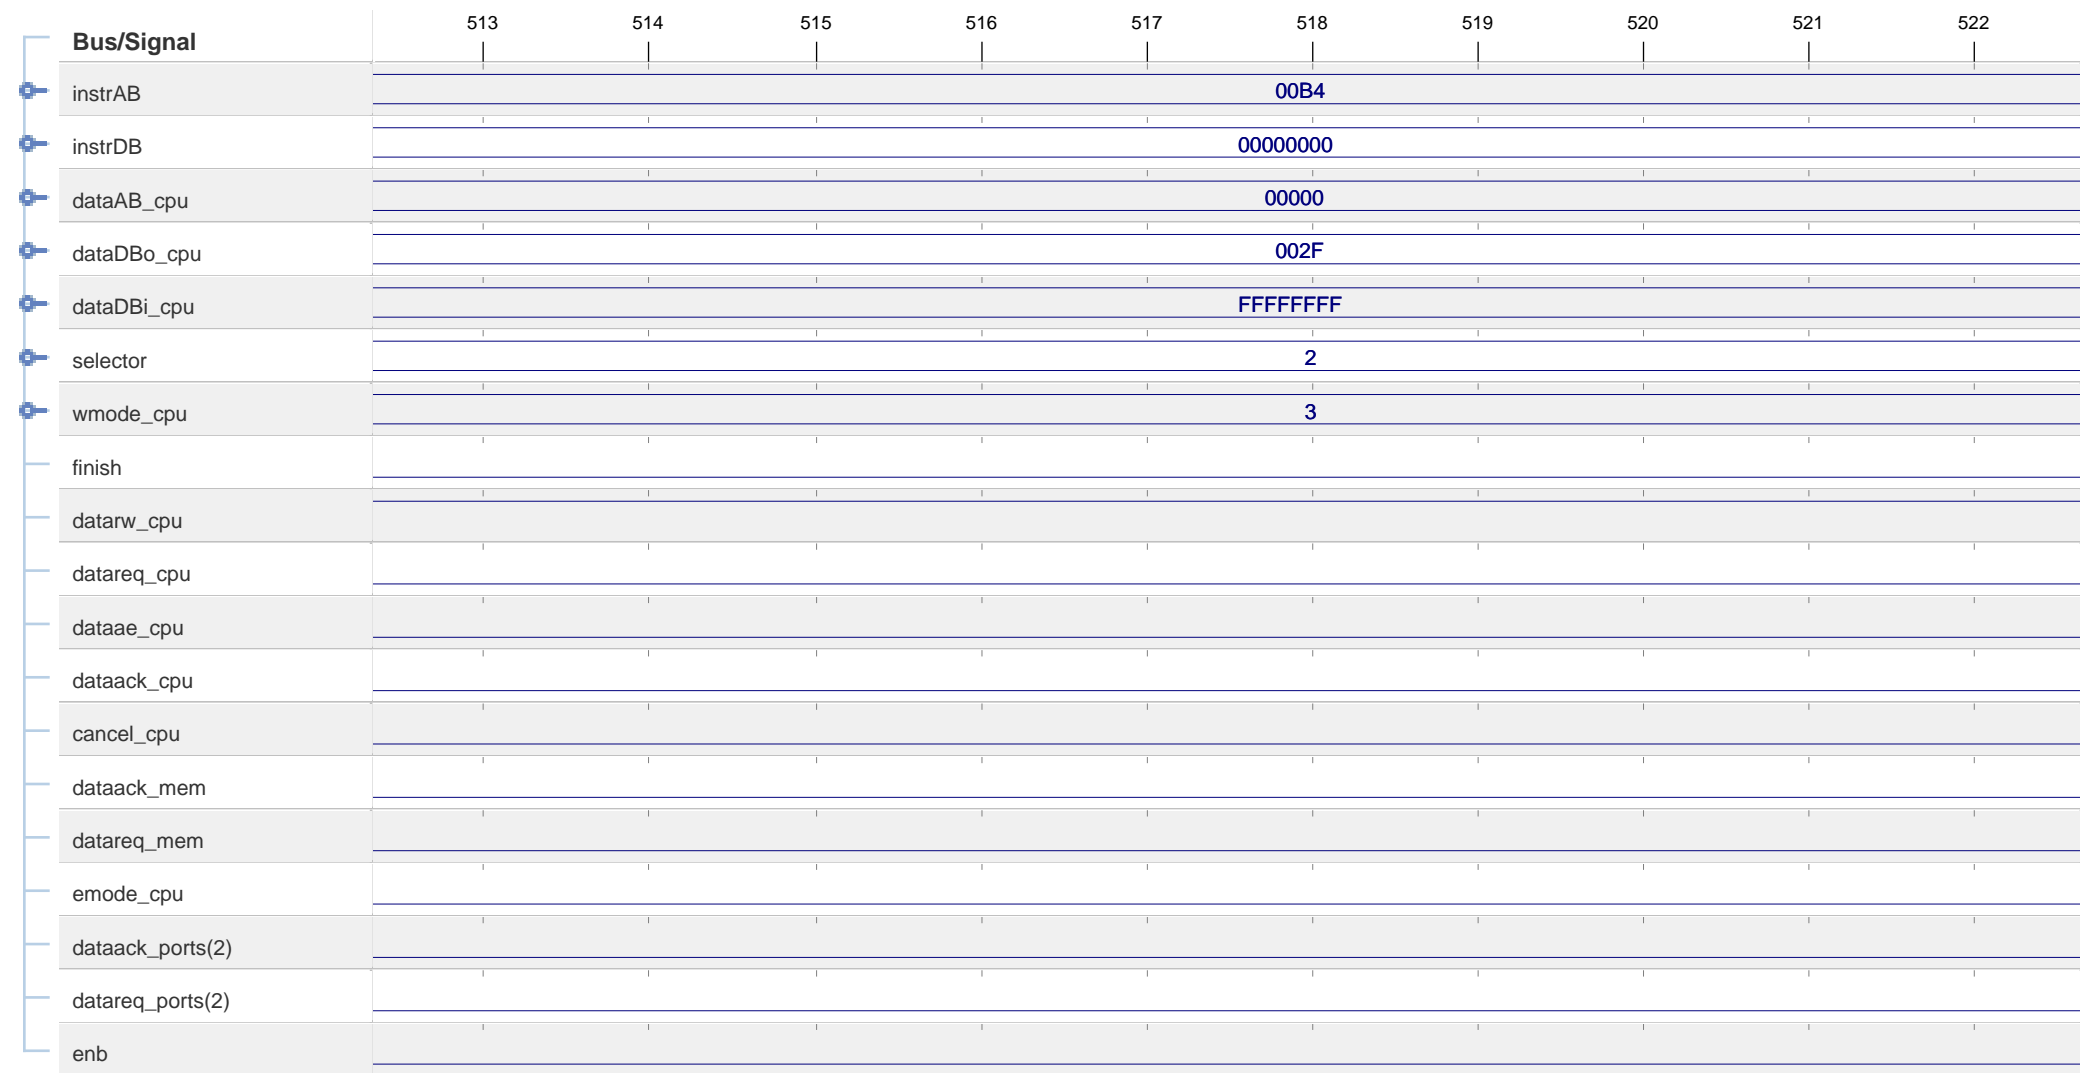 513 514 515 516 517 518 519 520 521 522
Bus/Signal
instrAB 00B4
instrDB 00000000
dataAB_cpu 00000
dataDBo_cpu 002F
dataDBi_cpu FFFFFFFF
selector 2
wmode_cpu 3
finish
datarw_cpu
datareq_cpu
dataae_cpu
dataack_cpu
cancel_cpu
dataack_mem
datareq_mem
emode_cpu
dataack_ports(2)
datareq_ports(2)
enb